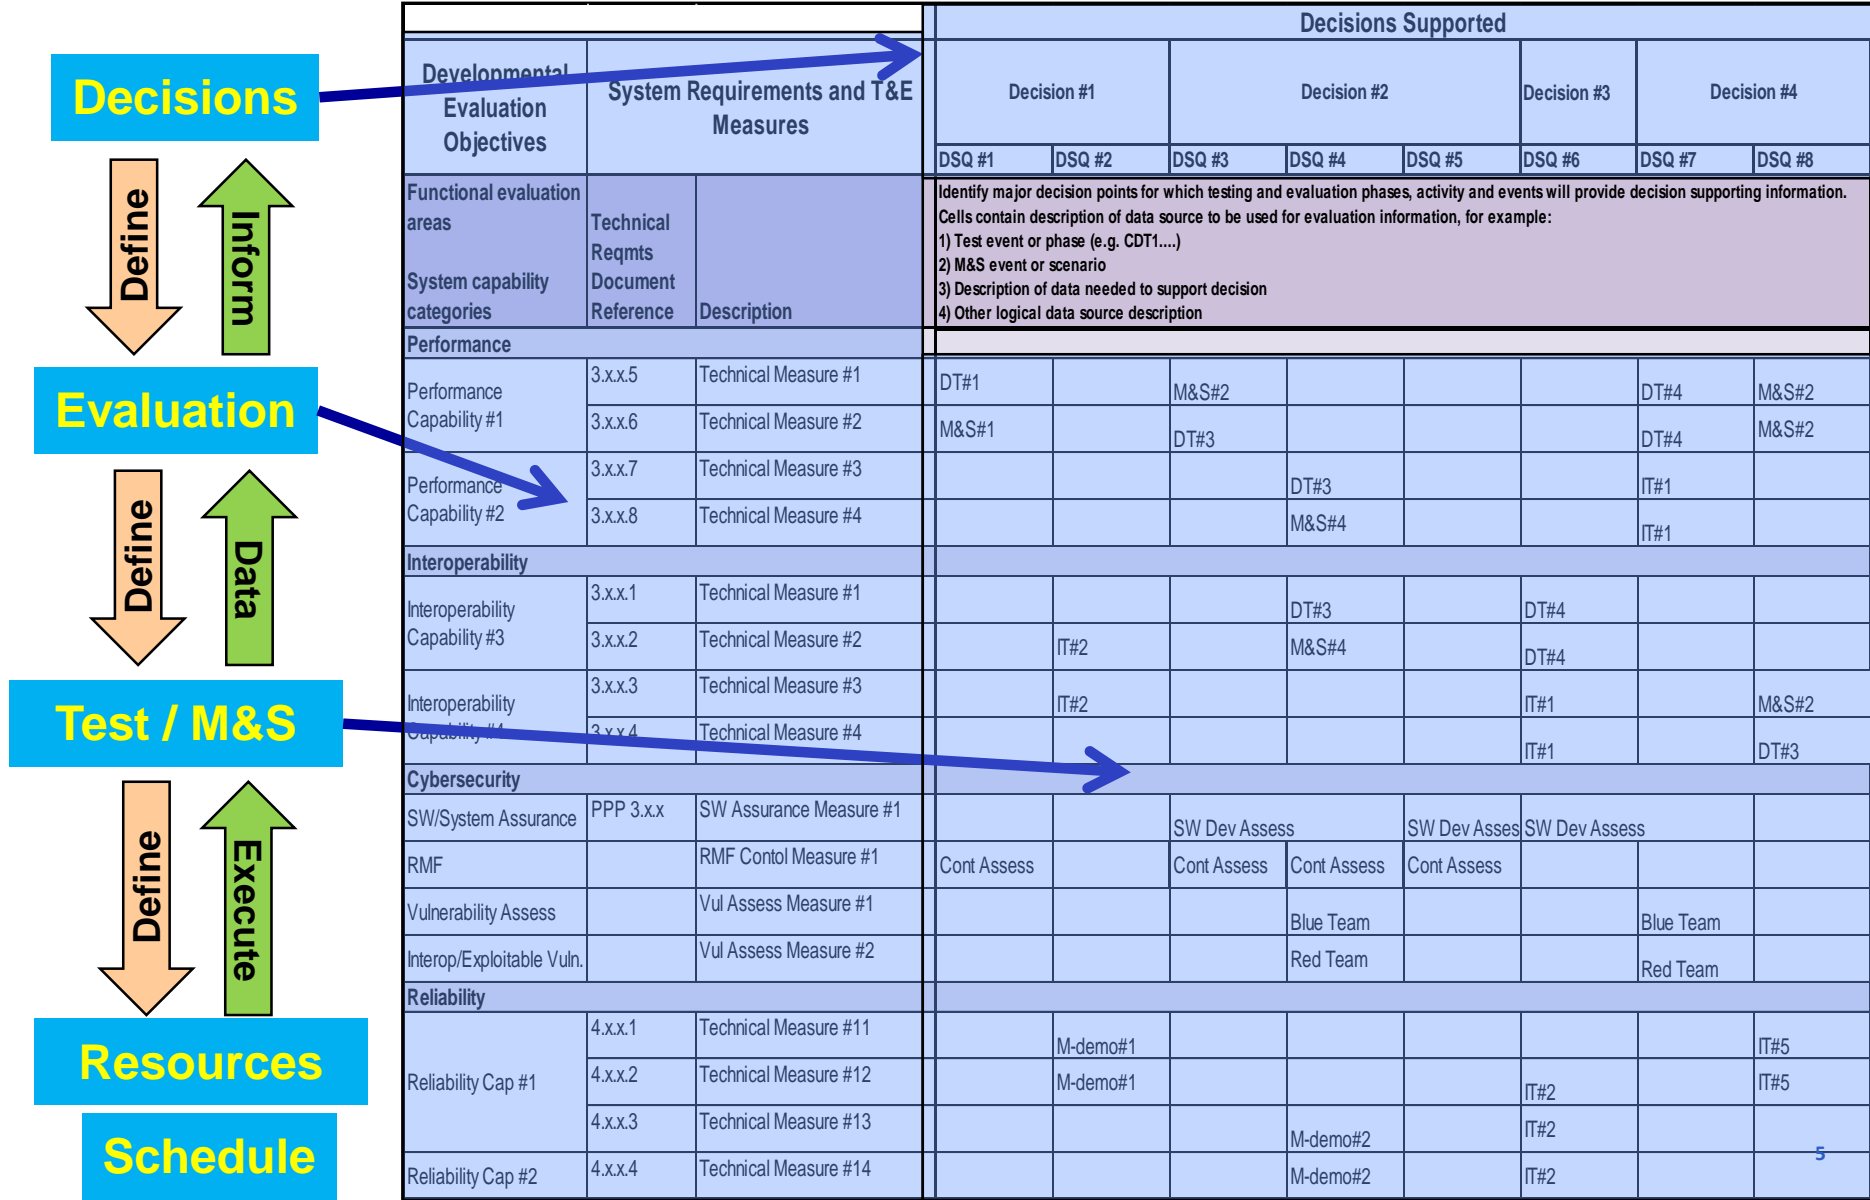 Decisions
Define
Inform
Evaluation
Define
Data
Test / M&S
Define
Execute
Resources
Schedule
Decisions Supported
Developmental
Evaluation
Objectives
System Requirements and T&E
Measures
Decision #1 Decision #2 Decision #3 Decision #4
DSQ #1 DSQ #2 DSQ #3 DSQ #4 DSQ #5 DSQ #6 DSQ #7 DSQ #8
Functional evaluation
areas
System capability
categories
Technical
Reqmts
Document
Reference
Description
Identify major decision points for which testing and evaluation phases, activity and events will provide decision supporting information.
Cells contain description of data source to be used for evaluation information, for example:
1) Test event or phase (e.g. CDT1....)
2) M&S event or scenario
3) Description of data needed to support decision
4) Other logical data source description
Performance
Performance
Capability #1
3.x.x.5 Technical Measure #1 DT#1 M&S#2 DT#4 M&S#2
3.x.x.6 Technical Measure #2 M&S#1 DT#3 DT#4 M&S#2
Performance
Capability #2
3.x.x.7 Technical Measure #3 DT#3 IT#1
3.x.x.8 Technical Measure #4 M&S#4 IT#1
Interoperability
Interoperability
Capability #3
3.x.x.1 Technical Measure #1 DT#3 DT#4
3.x.x.2 Technical Measure #2 IT#2 M&S#4 DT#4
Interoperability
Capability #4
3.x.x.3 Technical Measure #3 IT#2 IT#1 M&S#2
3.x.x.4 Technical Measure #4 IT#1 DT#3
Cybersecurity
SW/System Assurance PPP 3.x.x SW Assurance Measure #1 SW Dev Assess SW Dev Asses SW Dev Assess
RMF RMF Contol Measure #1 Cont Assess Cont Assess Cont Assess Cont Assess
Vulnerability Assess Vul Assess Measure #1 Blue Team Blue Team
Interop/Exploitable Vuln. Vul Assess Measure #2 Red Team Red Team
Reliability
Reliability Cap #1
4.x.x.1 Technical Measure #11 M-demo#1 IT#5
4.x.x.2 Technical Measure #12 M-demo#1 IT#2 IT#5
4.x.x.3 Technical Measure #13 M-demo#2 IT#2
Reliability Cap #2 4.x.x.4 Technical Measure #14 M-demo#2 IT#2
5